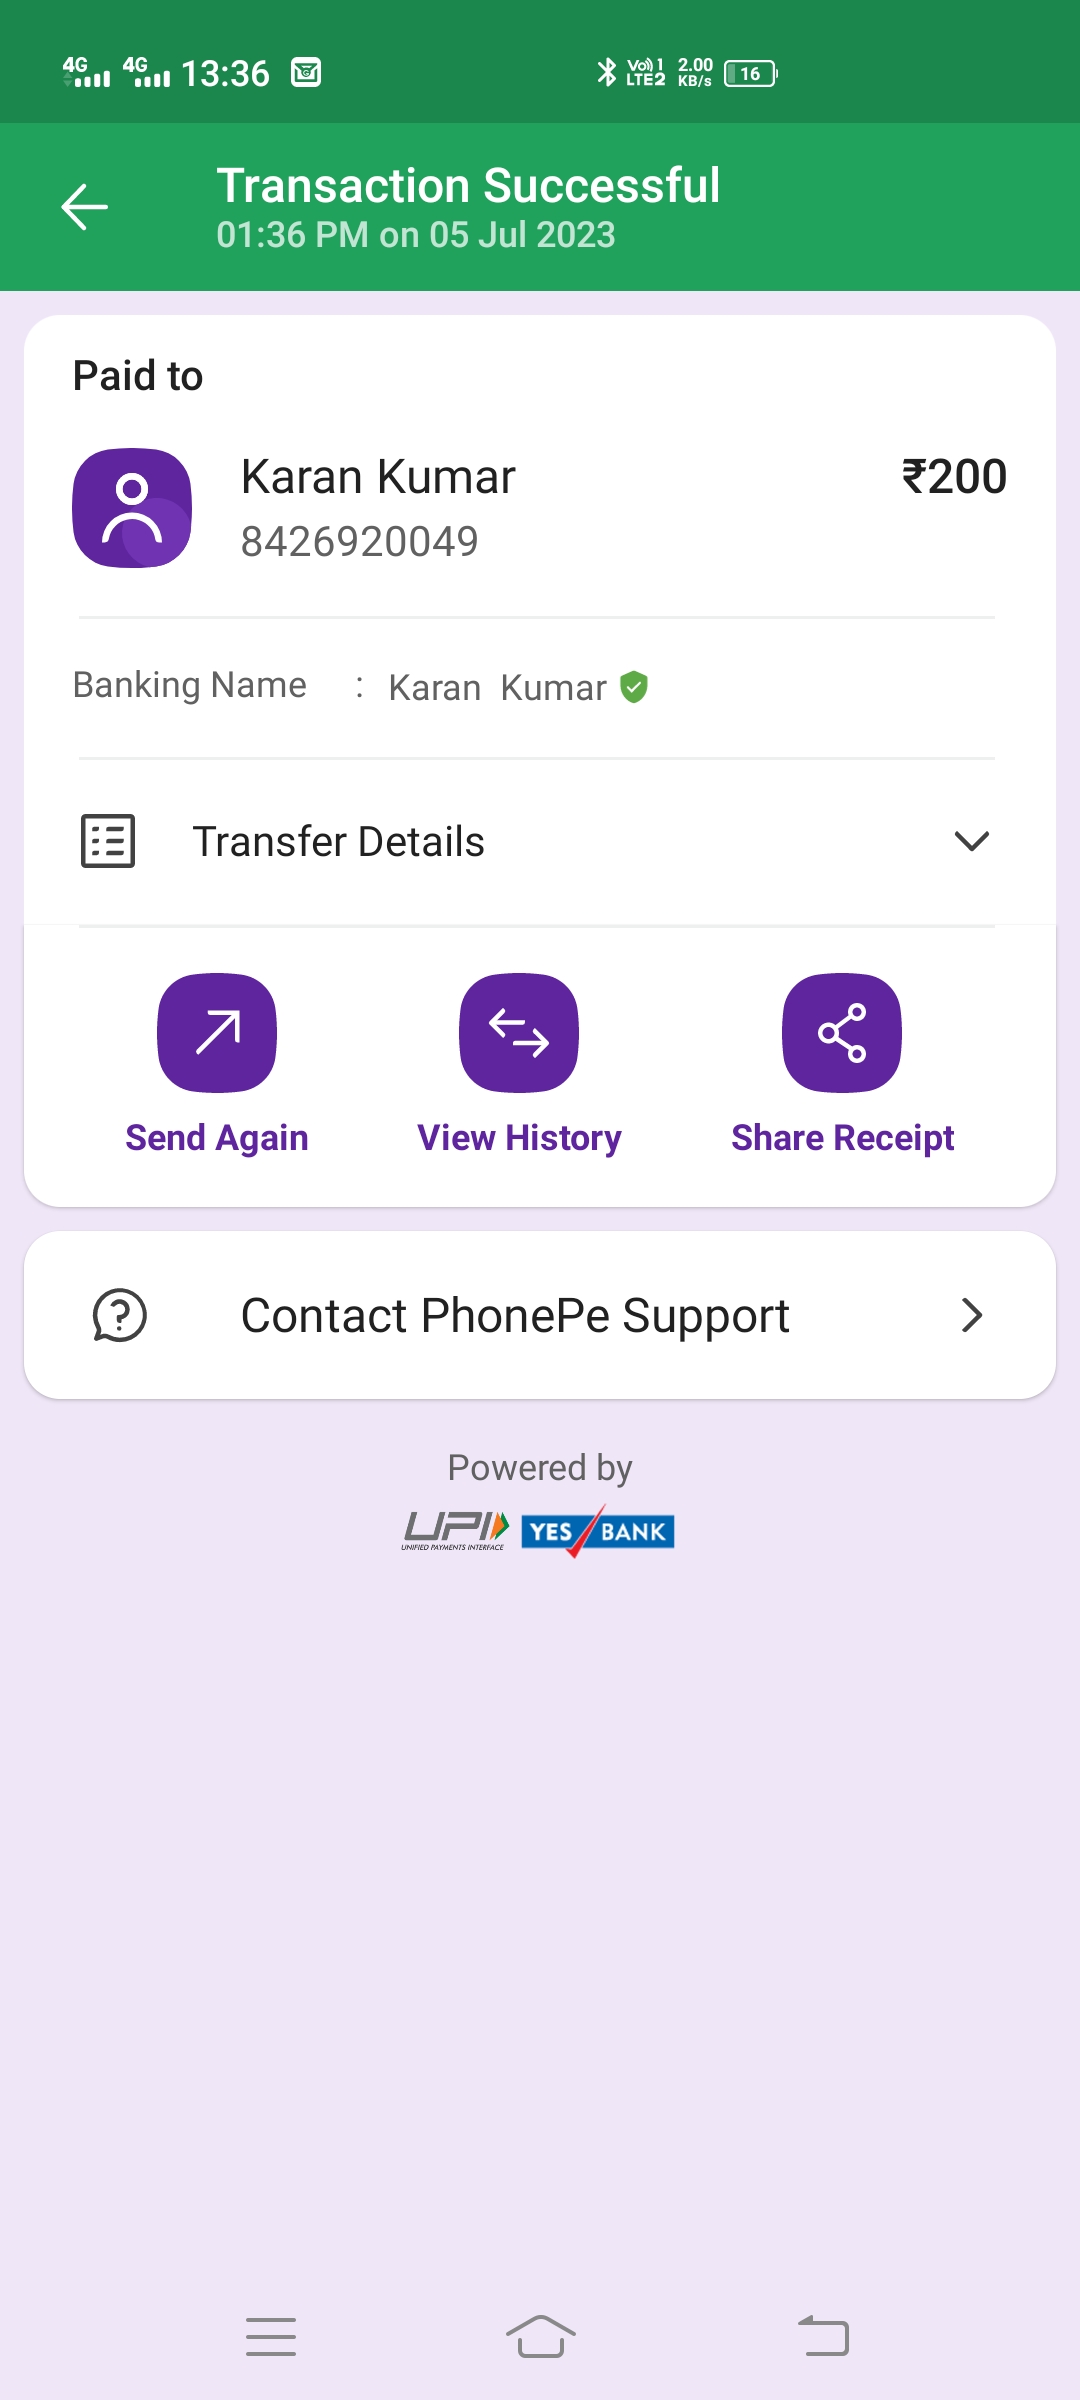 4G 4G 13:36 Vo 1 LTE2 2.00 KB/s 16
Transaction Successful
01:36 PM on 05 Jul 2023
Paid to
Karan Kumar ₹200
8426920049
Banking Name : Karan Kumar
Transfer Details
Send Again View History Share Receipt
Contact PhonePe Support
Powered by
UPI YES BANK
UNIFIED PAYMENTS INTERFACE